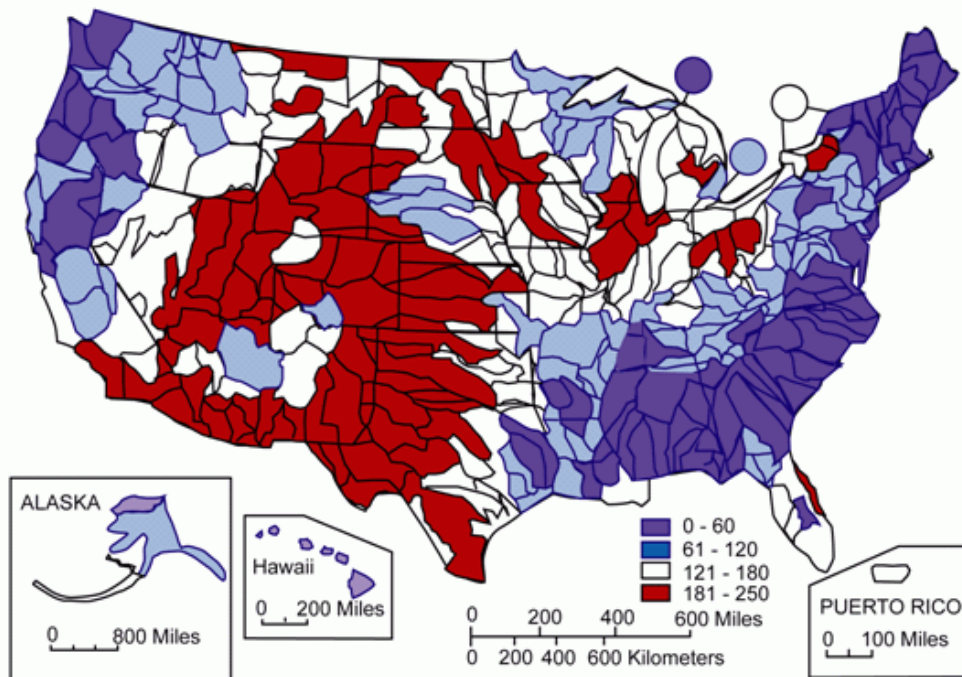 ALASKA
0
800 Miles
Hawaii
0 200 Miles
0 - 60
61 - 120
121 - 180
181 - 250
0 200 400 600 Miles
0 200 400 600 Kilometers
PUERTO RICO
0 100 Miles